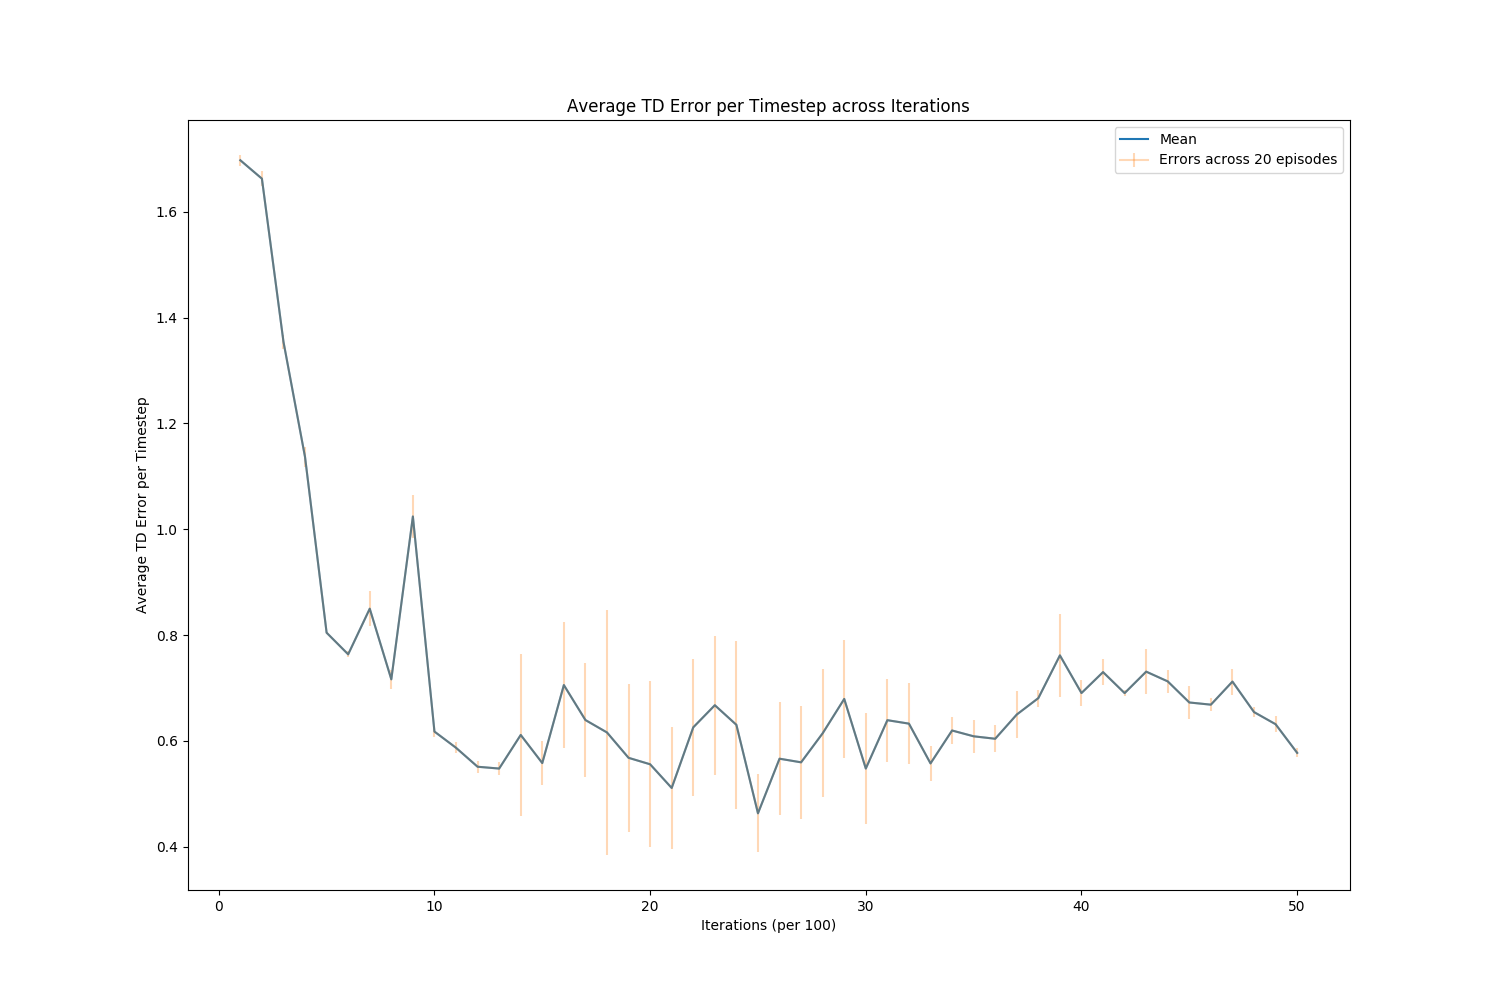 Average TD Error per Timestep across Iterations
Mean
Errors across 20 episodes
Average TD Error per Timestep
1.6
1.4
1.2
1.0
0.8
0.6
0.4
0
10
20
30
40
50
Iterations (per 100)